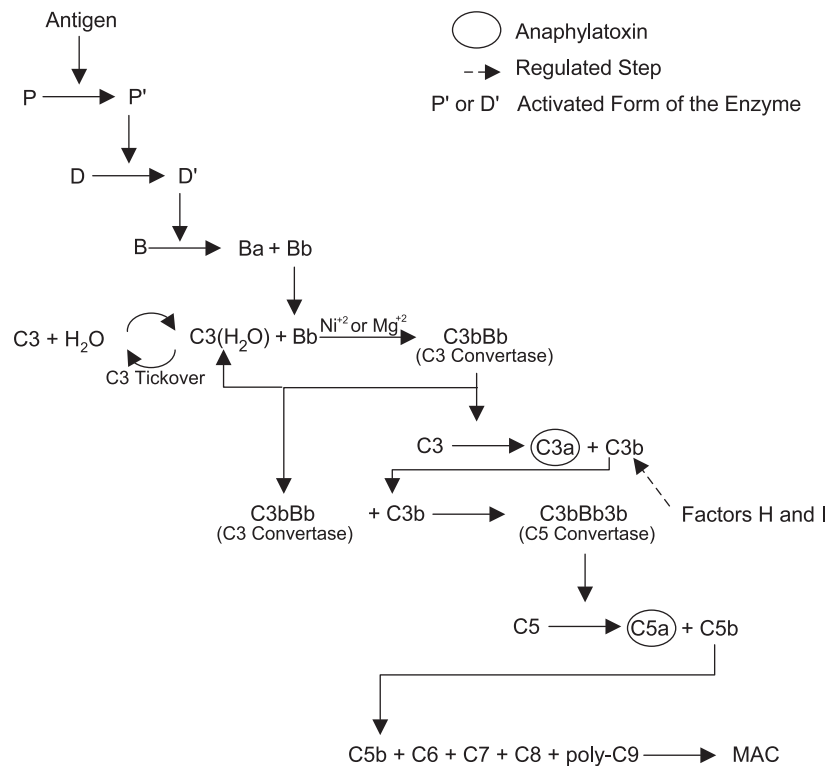 Antigen
Anaphylatoxin
Regulated Step
P' or D' Activated Form of the Enzyme
P P'
D D'
B Ba + Bb
C3 + H₂O C3(H₂O) + Bb Ni⁺² or Mg⁺² C3bBb
(C3 Convertase)
C3 Tickover
C3 C3a + C3b
C3bBb + C3b C3bBb3b Factors H and I
(C3 Convertase) (C5 Convertase)
C5 C5a + C5b
C5b + C6 + C7 + C8 + poly-C9 MAC